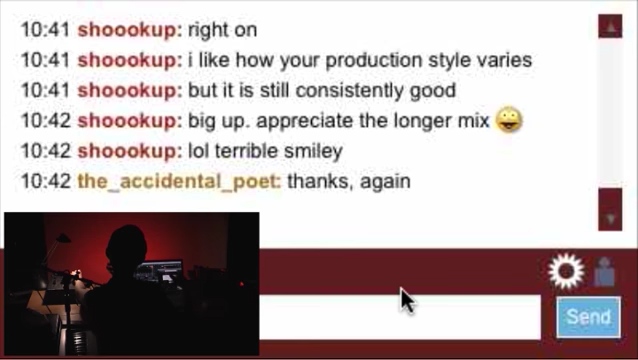 10:41 shoookup: right on
10:41 shoookup: i like how your production style varies
10:41 shoookup: but it is still consistently good
10:42 shoookup: big up. appreciate the longer mix
10:42 shoookup: lol terrible smiley
10:42 the_accidental_poet: thanks, again
Send